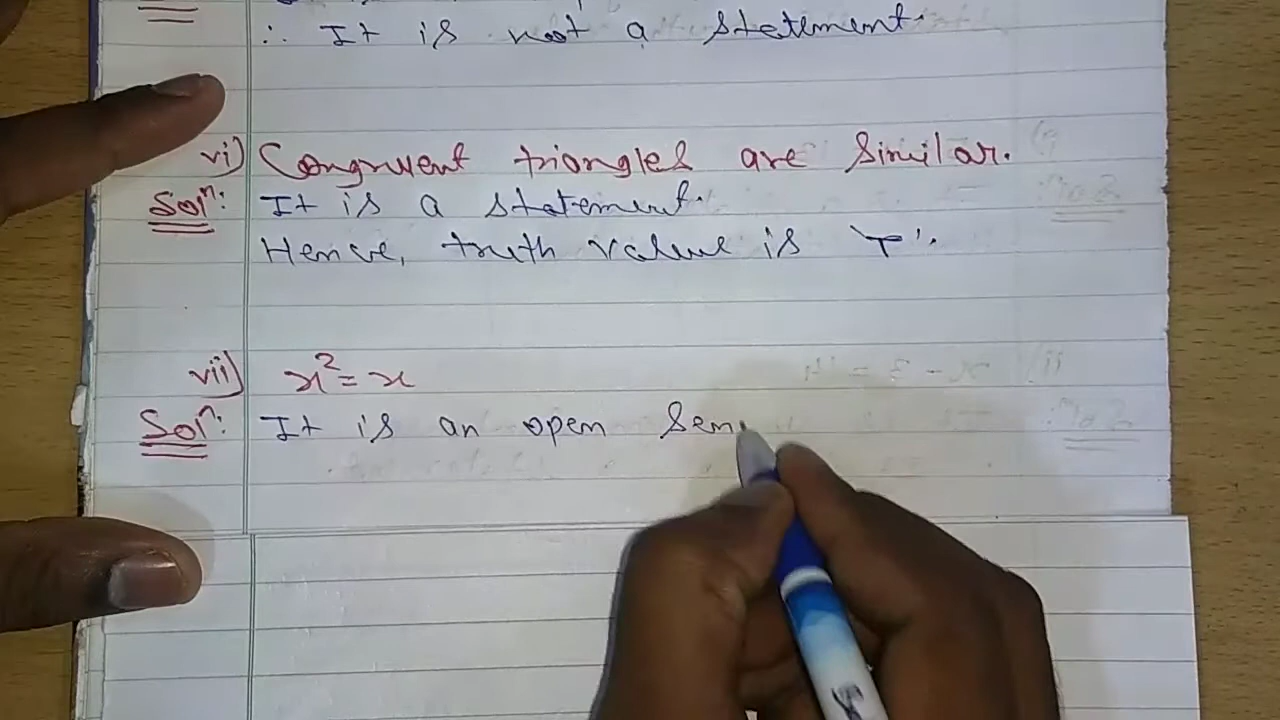 ∴ It is not a statement.
vi) Congruent triangles are similar.
Solⁿ: It is a statement.
Hence, truth value is 'T'.
vii) x² = x
Solⁿ: It is an open Sen